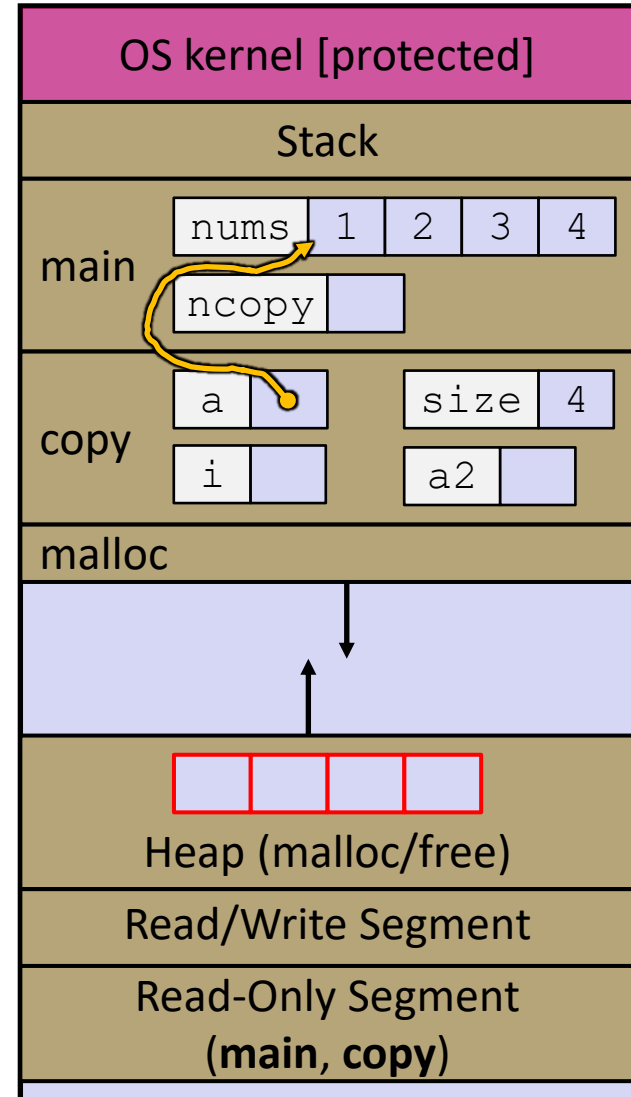 OS kernel [protected]
Stack
main
nums 1 2 3 4
ncopy
copy
a size 4
i a2
malloc
Heap (malloc/free)
Read/Write Segment
Read-Only Segment
(main, copy)